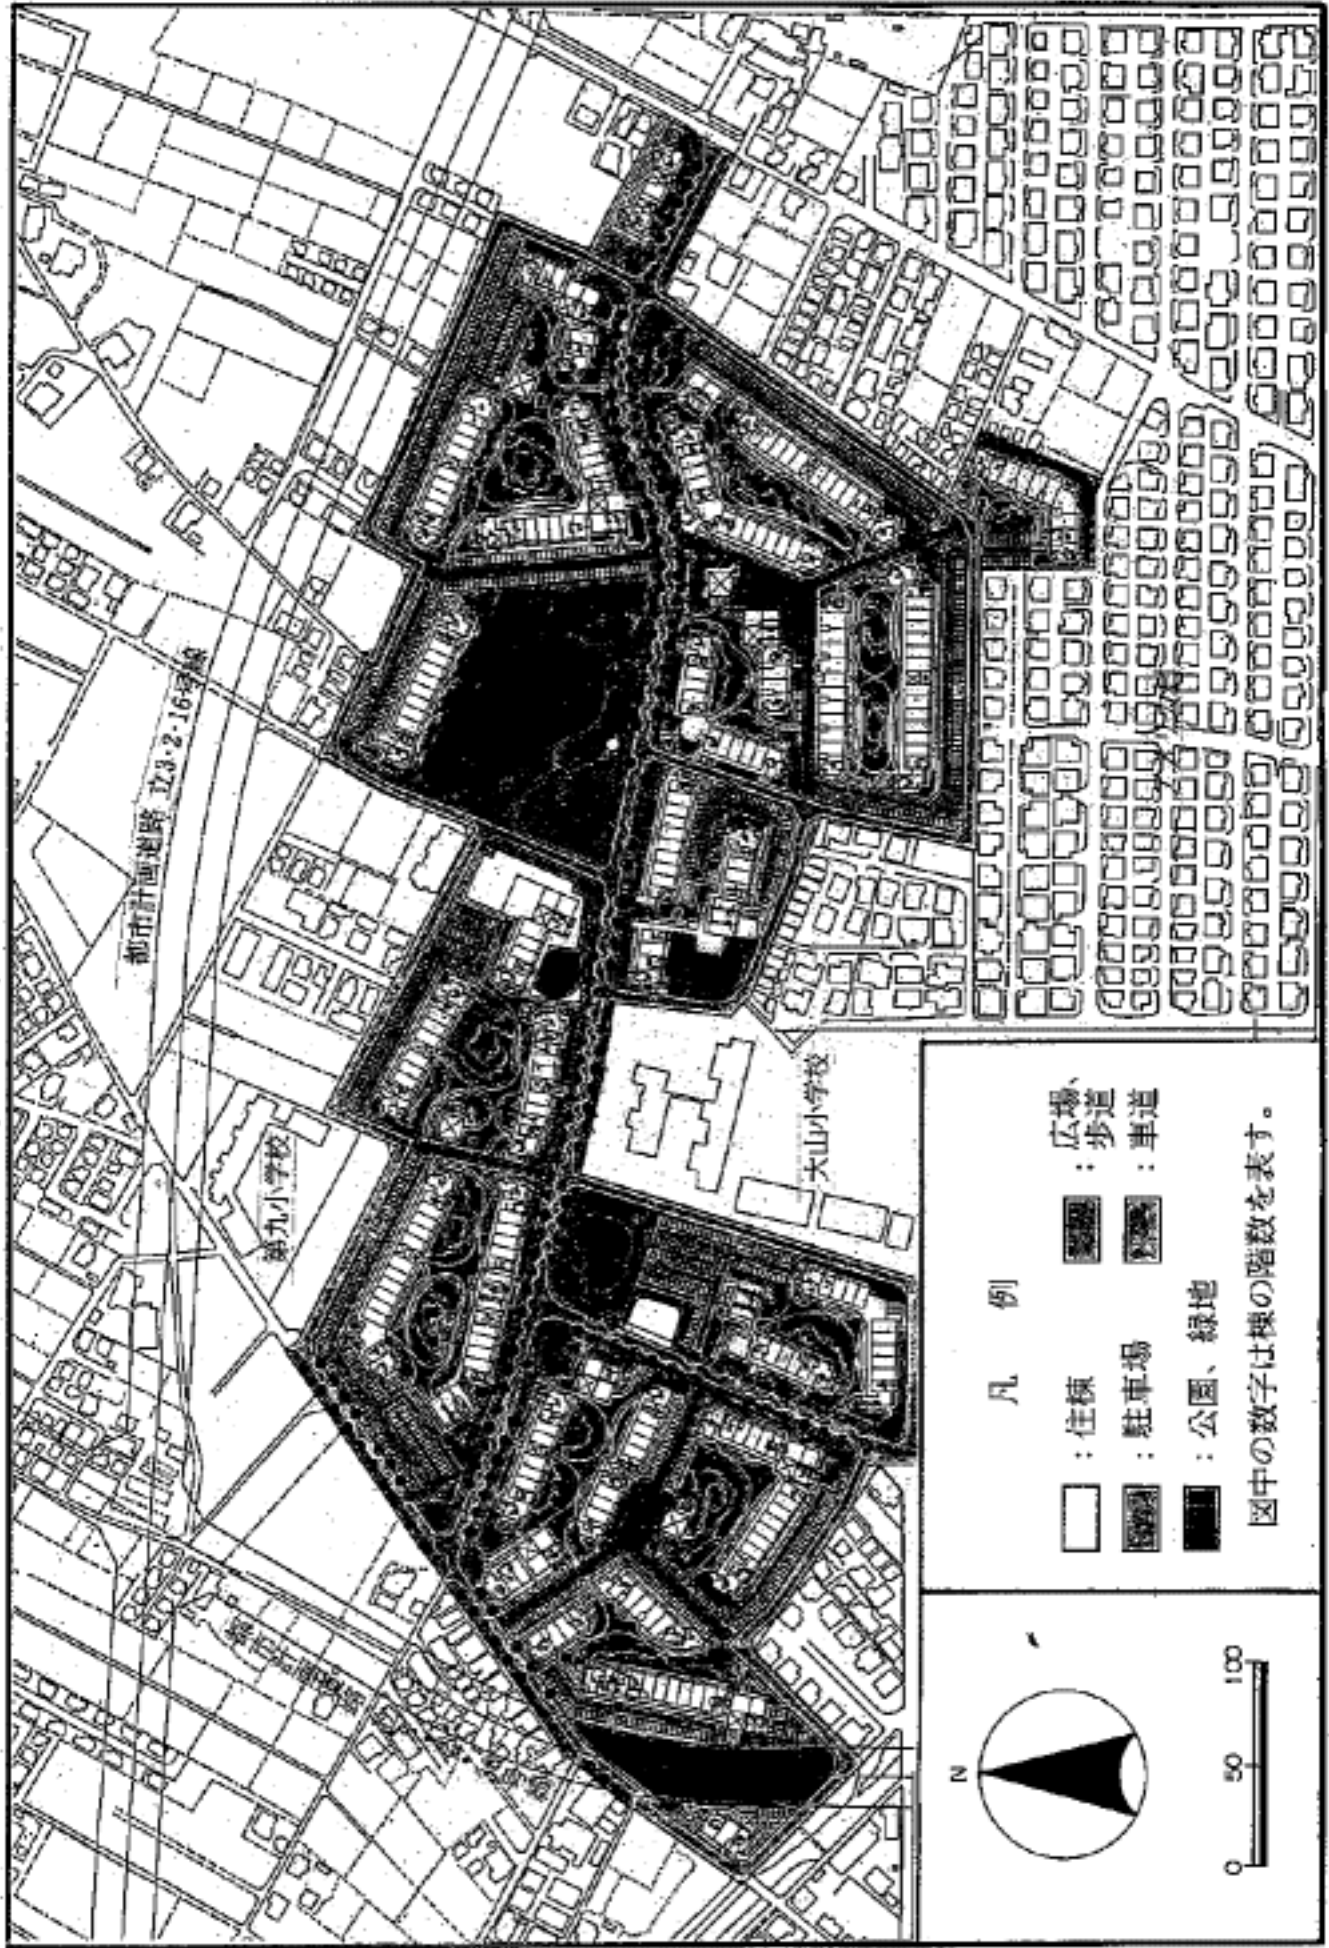 都市計画道路 立3・2・16号線
第九小学校
大山小学校
凡例
：住棟
：駐車場
：公園、緑地
：広場、歩道
：車道
図中の数字は棟の階数を表す。
N
0 50 100